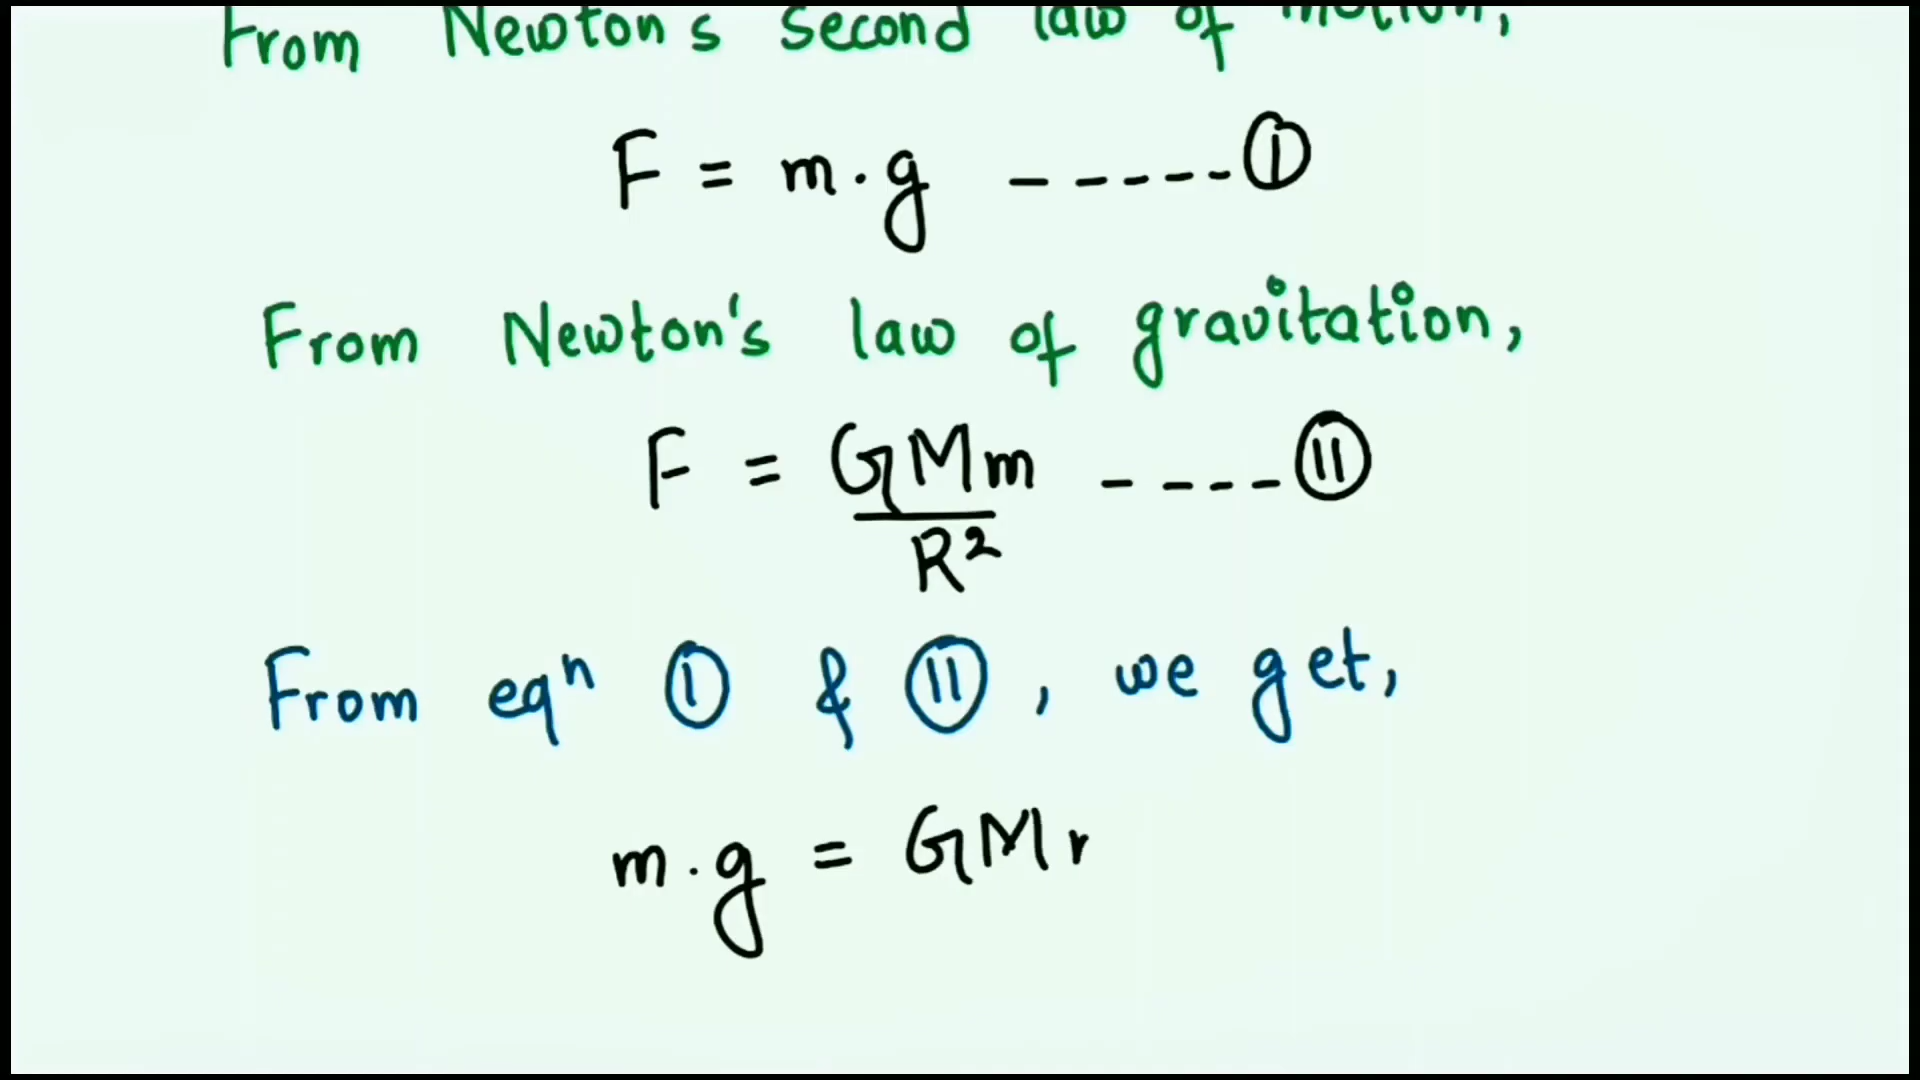 From Newton's second law of motion,
F = m.g ------ (I)
From Newton's law of gravitation,
F = GMm ---- (II)
R²
From eqⁿ (I) & (II), we get,
m.g = GMr